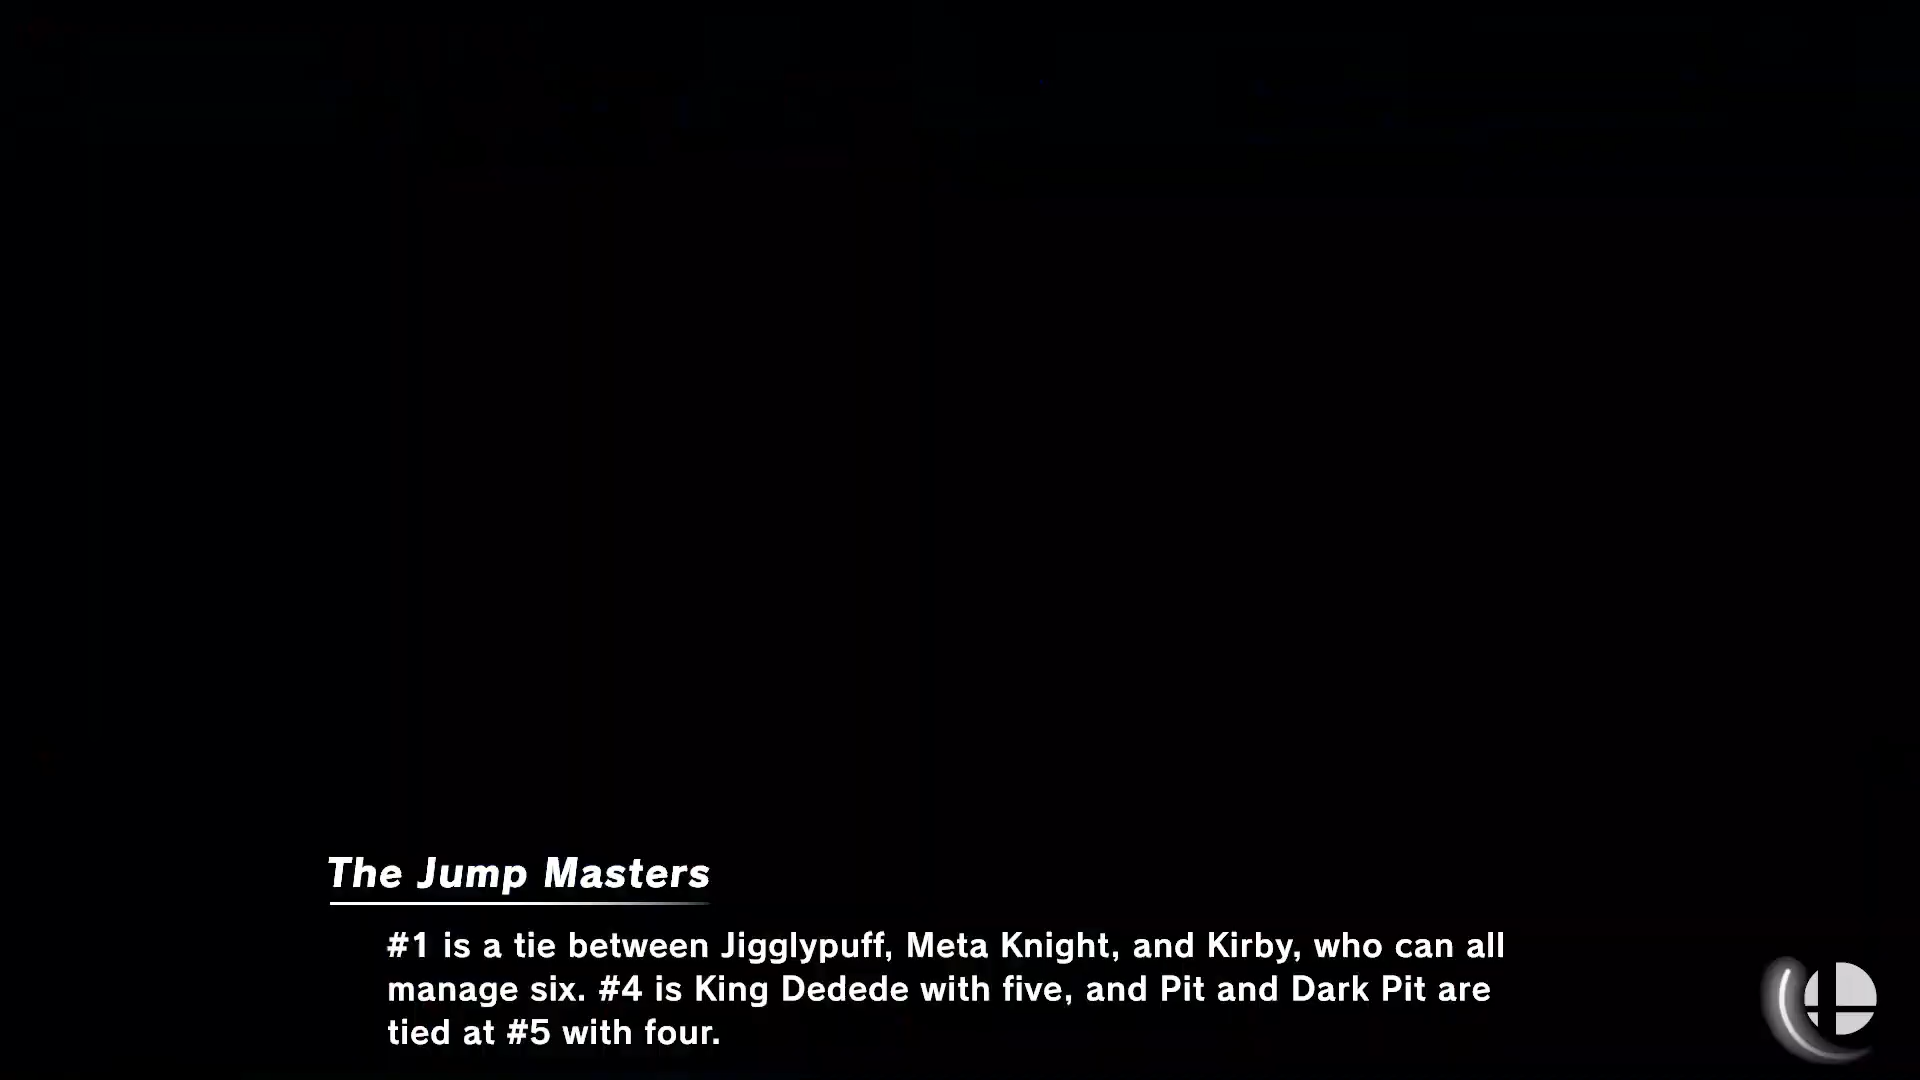 The Jump Masters
#1 is a tie between Jigglypuff, Meta Knight, and Kirby, who can all
manage six. #4 is King Dedede with five, and Pit and Dark Pit are
tied at #5 with four.